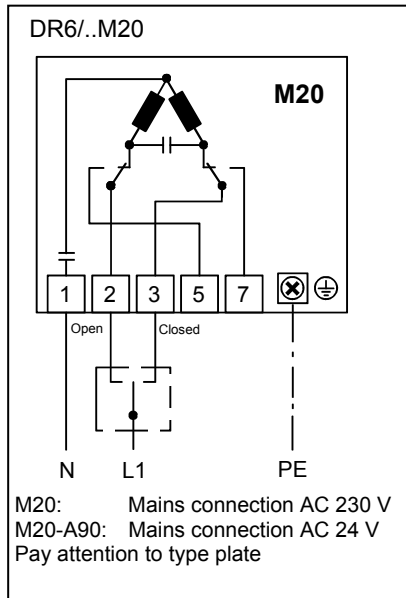 DR6/..M20
M20
1 2 3 5 7
Open Closed
N L1 PE
M20: Mains connection AC 230 V
M20-A90: Mains connection AC 24 V
Pay attention to type plate